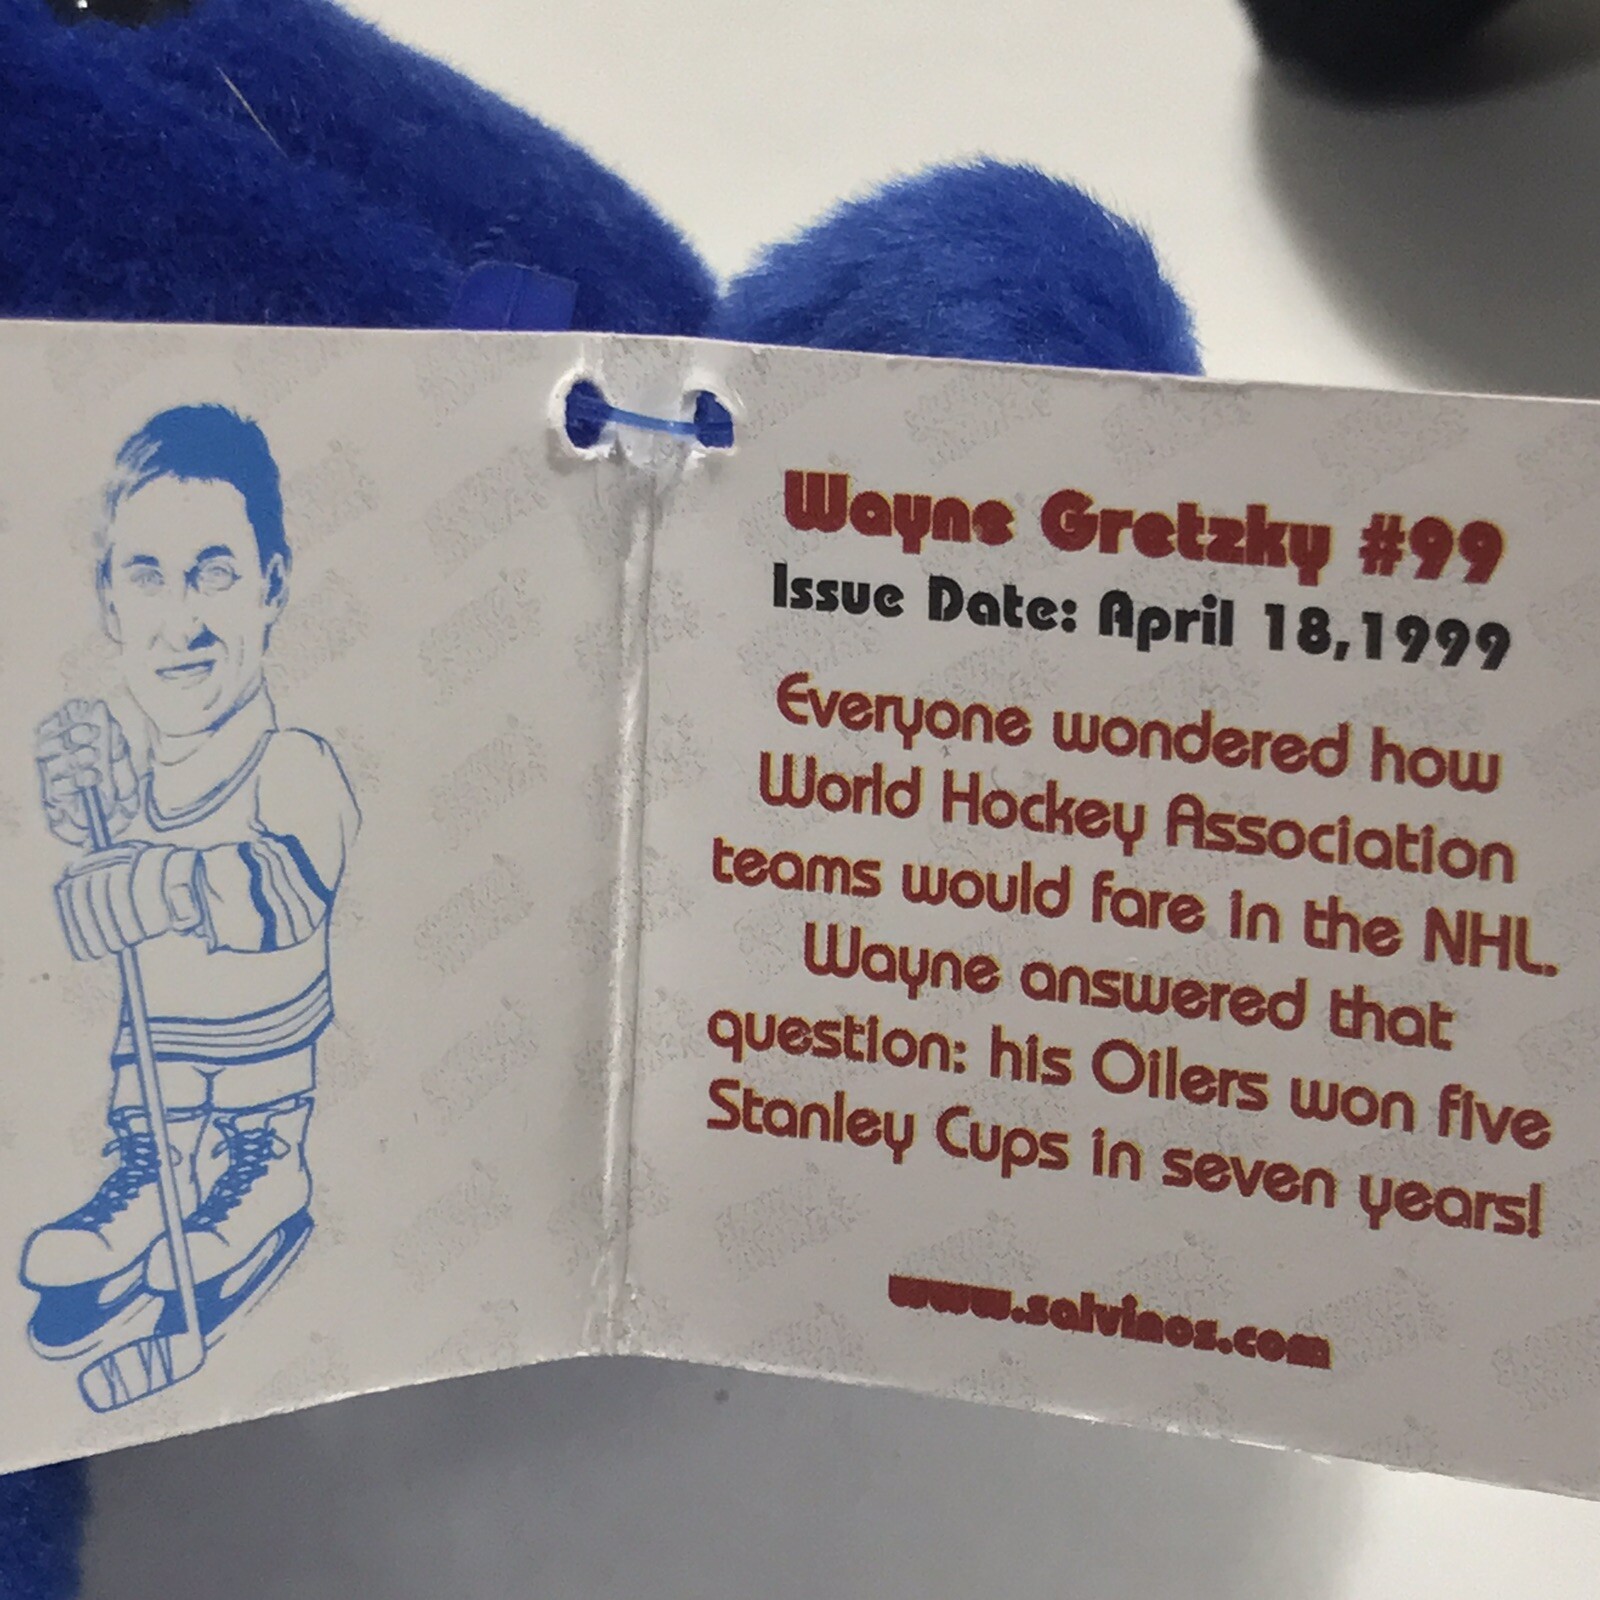 Wayne Gretzky #99
Issue Date: April 18,1999
Everyone wondered how
World Hockey Association
teams would fare in the NHL.
Wayne answered that
question: his Oilers won five
Stanley Cups in seven years!
www.salvinos.com